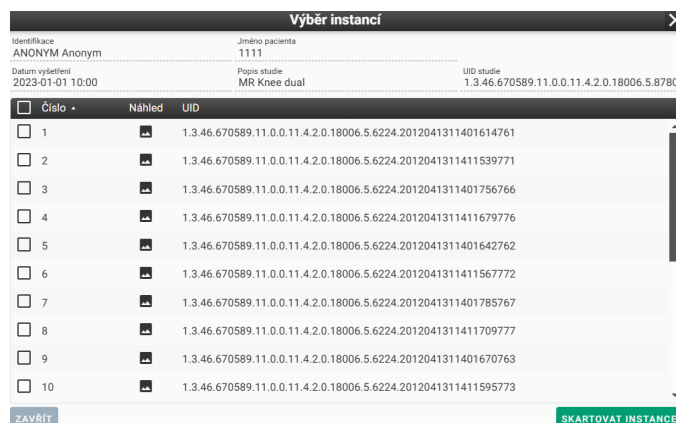 Výběr instancí
Identifikace
Jméno pacienta
ANONYM Anonym
1111
Datum vyšetření
Popis studie
UID studie
2023-01-01 10:00
MR Knee dual
1.3.46.670589.11.0.0.11.4.2.0.18006.5.8780
Číslo Náhled UID
1 1.3.46.670589.11.0.0.11.4.2.0.18006.5.6224.2012041311401614761
2 1.3.46.670589.11.0.0.11.4.2.0.18006.5.6224.2012041311411539771
3 1.3.46.670589.11.0.0.11.4.2.0.18006.5.6224.2012041311401756766
4 1.3.46.670589.11.0.0.11.4.2.0.18006.5.6224.2012041311411679776
5 1.3.46.670589.11.0.0.11.4.2.0.18006.5.6224.2012041311401642762
6 1.3.46.670589.11.0.0.11.4.2.0.18006.5.6224.2012041311411567772
7 1.3.46.670589.11.0.0.11.4.2.0.18006.5.6224.2012041311401785767
8 1.3.46.670589.11.0.0.11.4.2.0.18006.5.6224.2012041311411709777
9 1.3.46.670589.11.0.0.11.4.2.0.18006.5.6224.2012041311401670763
10 1.3.46.670589.11.0.0.11.4.2.0.18006.5.6224.2012041311411595773
ZAVŘÍT
SKARTOVAT INSTANCE